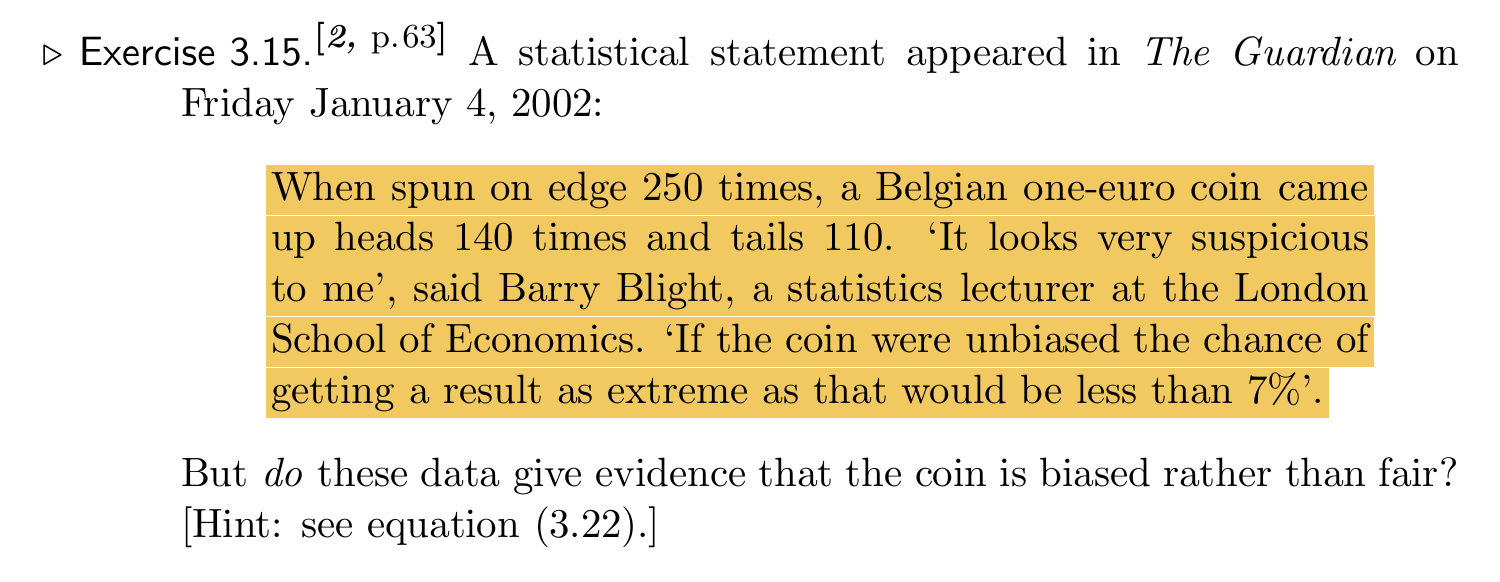 ▷ Exercise 3.15.[2, p.63] A statistical statement appeared in The Guardian on
Friday January 4, 2002:
When spun on edge 250 times, a Belgian one-euro coin came
up heads 140 times and tails 110. ‘It looks very suspicious
to me’, said Barry Blight, a statistics lecturer at the London
School of Economics. ‘If the coin were unbiased the chance of
getting a result as extreme as that would be less than 7%’.
But do these data give evidence that the coin is biased rather than fair?
[Hint: see equation (3.22).]